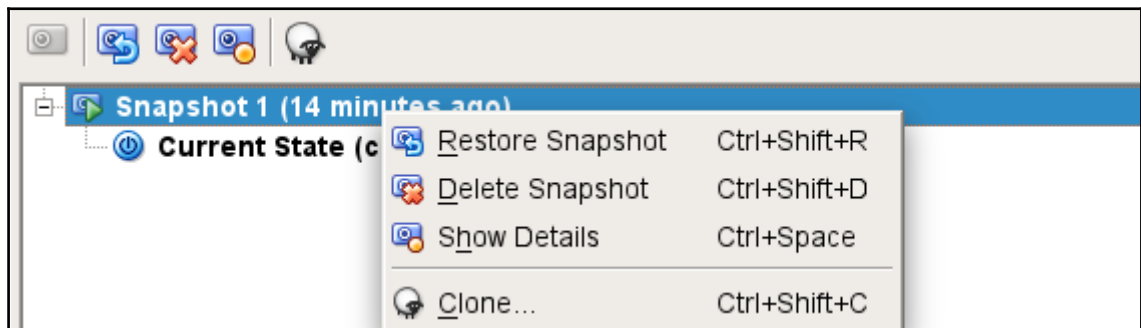 Snapshot 1 (14 minutes ago)
Current State (c
Restore Snapshot Ctrl+Shift+R
Delete Snapshot Ctrl+Shift+D
Show Details Ctrl+Space
Clone... Ctrl+Shift+C